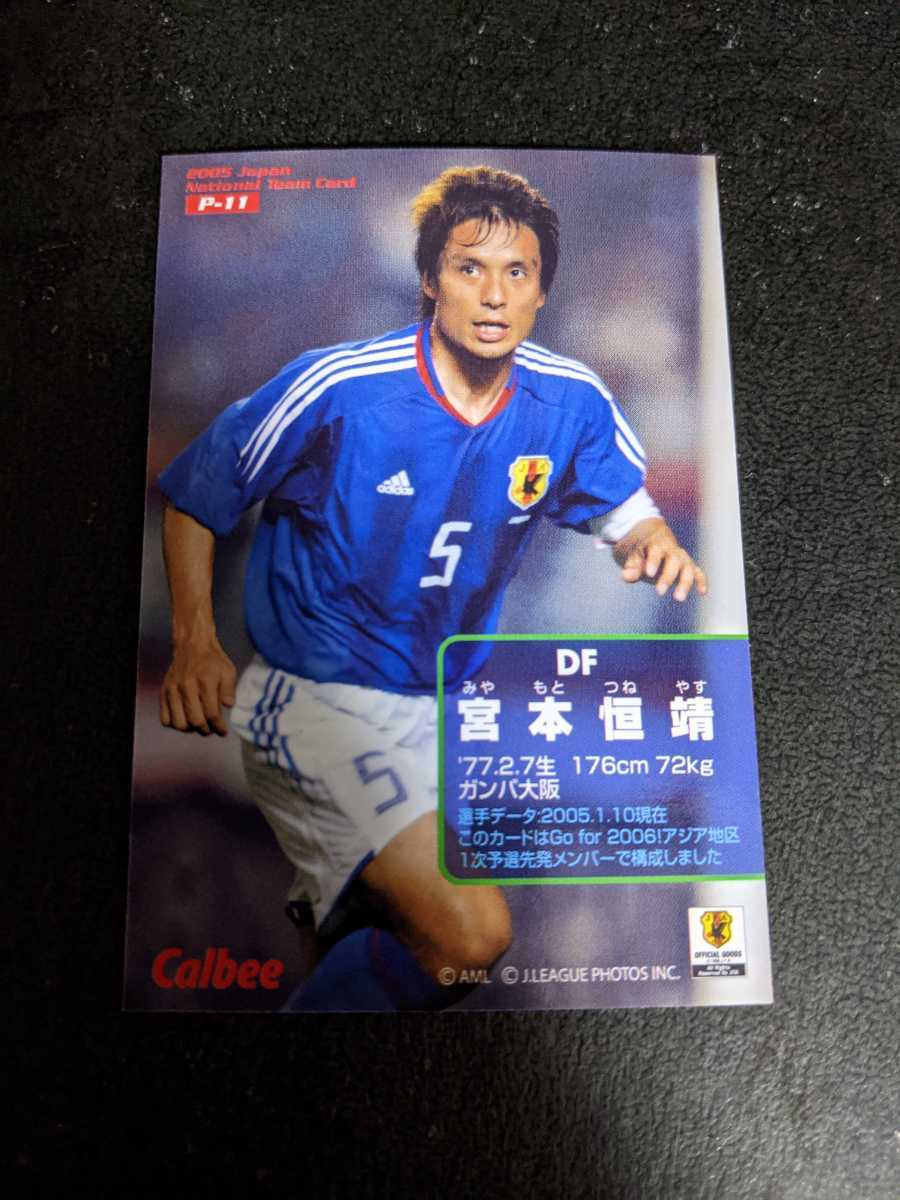 2005 Japan
National Team Card
P-11
adidas
5
5
DF
みや もと つね やす
宮本恒靖
'77.2.7生 176cm 72kg
ガンバ大阪
選手データ:2005.1.10現在
このカードはGo for 2006!アジア地区
1次予選先発メンバーで構成しました
Calbee
© AML © J.LEAGUE PHOTOS INC.
OFFICIAL GOODS
All Rights